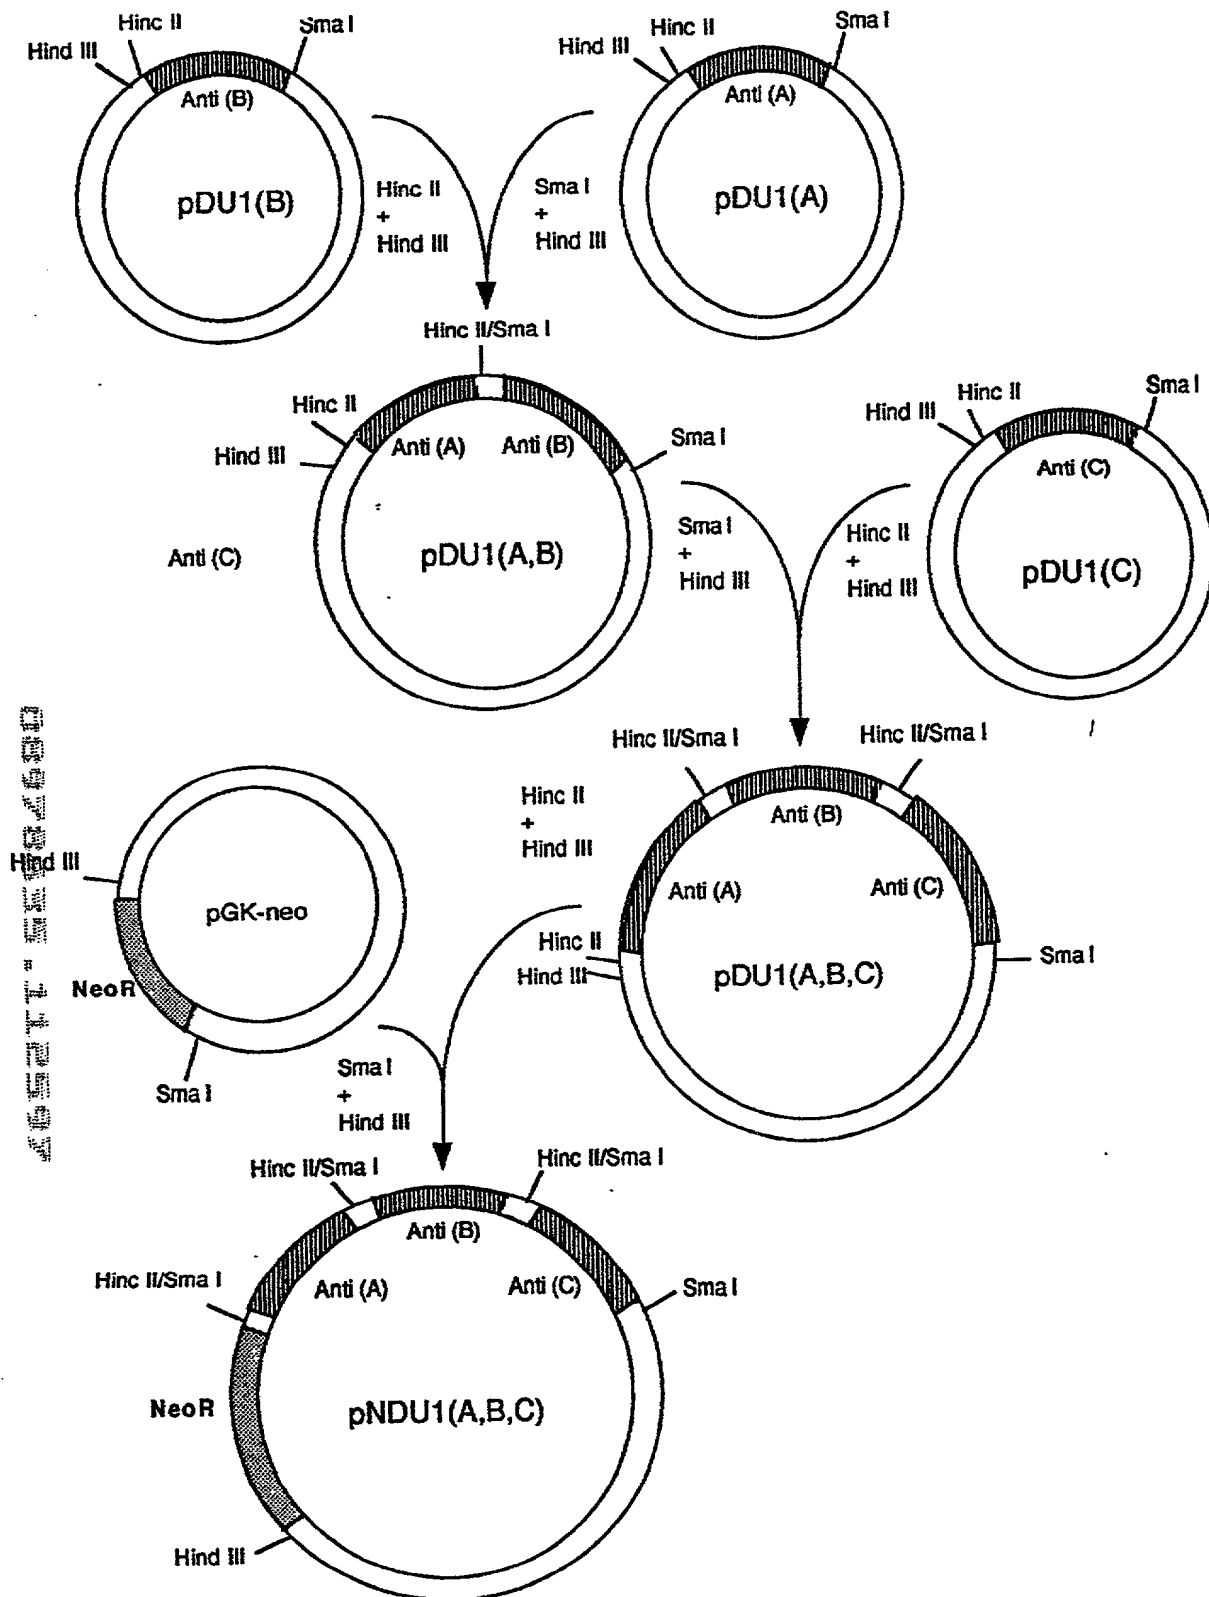 Hinc II
Sma I
Hind III
Anti (B)
pDU1(B)
Hinc II
+
Hind III
Sma I
Hinc II
Hind III
Anti (A)
pDU1(A)
Sma I
+
Hind III
Hinc II/Sma I
Hinc II
Hind III
Anti (A)
Anti (B)
Sma I
pDU1(A,B)
Anti (C)
Sma I
+
Hind III
Sma I
Hinc II
Hind III
Anti (C)
pDU1(C)
Hinc II
+
Hind III
Hinc II/Sma I
Hinc II/Sma I
Anti (B)
Anti (A)
Anti (C)
Hinc II
Hind III
Sma I
pDU1(A,B,C)
Hinc II
+
Hind III
Hind III
pGK-neo
NeoR
Sma I
Sma I
+
Hind III
Hinc II/Sma I
Hinc II/Sma I
Anti (B)
Hinc II/Sma I
Anti (A)
Anti (C)
Sma I
NeoR
pNDU1(A,B,C)
Hind III